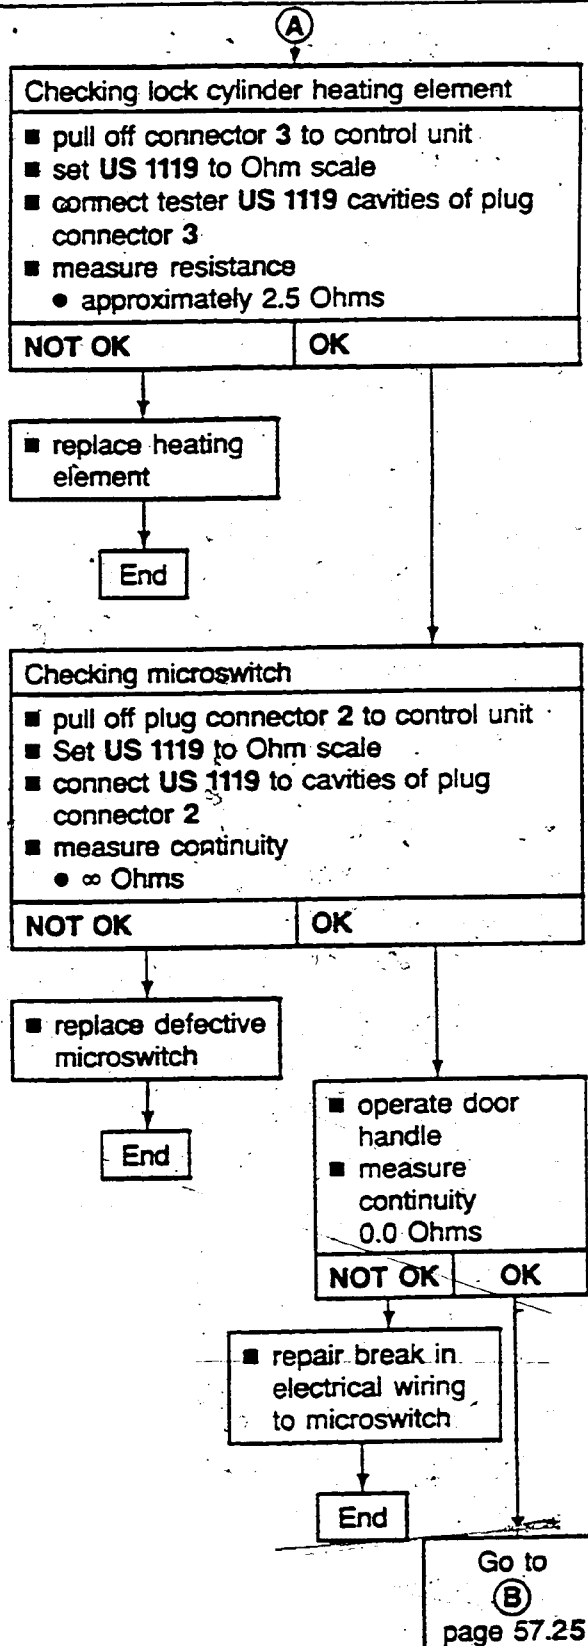 A
Checking lock cylinder heating element
■ pull off connector 3 to control unit
■ set US 1119 to Ohm scale
■ connect tester US 1119 cavities of plug
connector 3
■ measure resistance
● approximately 2.5 Ohms
NOT OK
OK
■ replace heating
element
End
Checking microswitch
■ pull off plug connector 2 to control unit
■ Set US 1119 to Ohm scale
■ connect US 1119 to cavities of plug
connector 2
■ measure continuity
● ∞ Ohms
NOT OK
OK
■ replace defective
microswitch
End
■ operate door
handle
■ measure
continuity
0.0 Ohms
NOT OK
OK
■ repair break in
electrical wiring
to microswitch
End
Go to
B
page 57.25